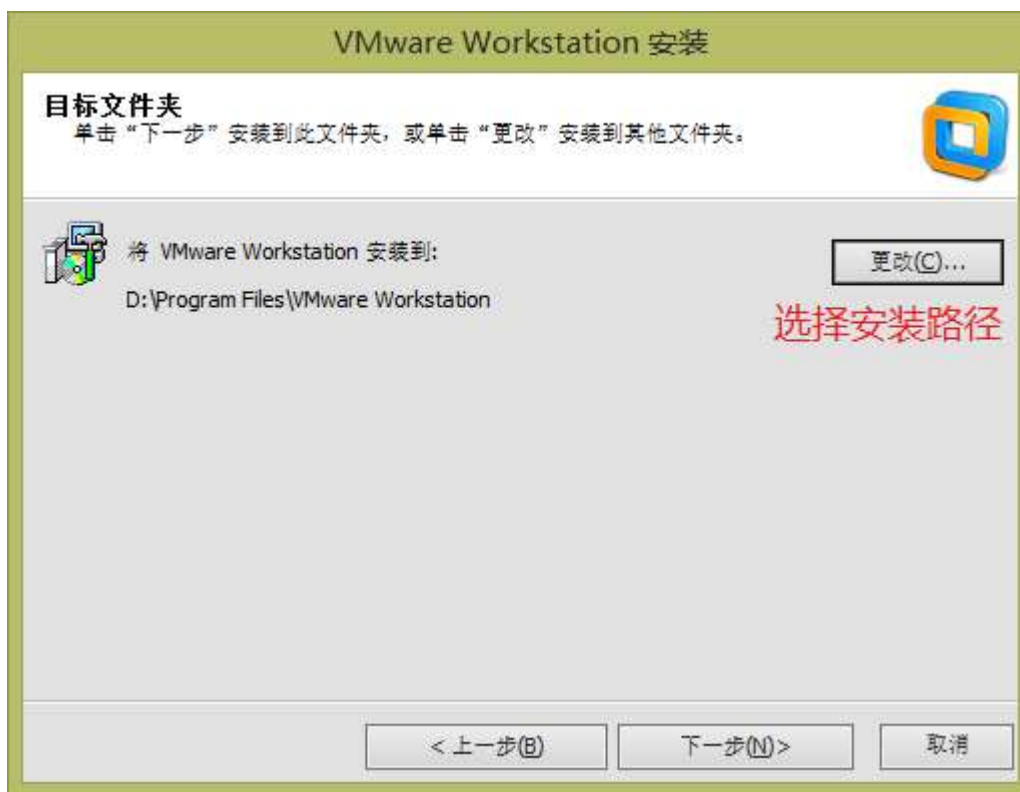 VMware Workstation 安装
目标文件夹
单击“下一步”安装到此文件夹，或单击“更改”安装到其他文件夹。
将 VMware Workstation 安装到:
更改(C)...
D:\Program Files\VMware Workstation
选择安装路径
<上一步(B)
下一步(N)>
取消